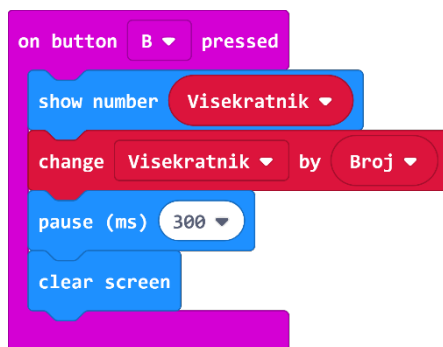 on button B pressed
show number Visekratnik
change Visekratnik by Broj
pause (ms) 300
clear screen